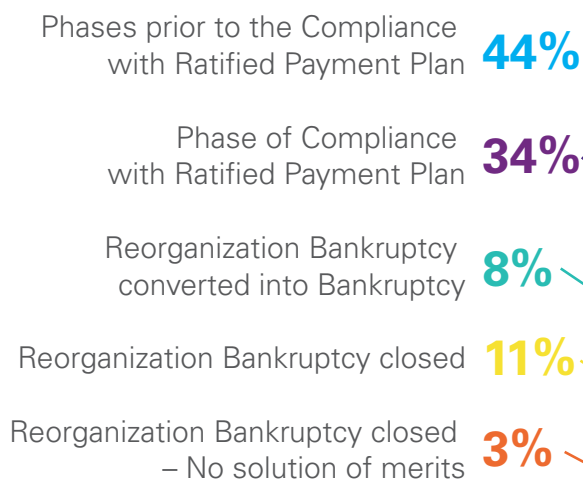 Phases prior to the Compliance
with Ratified Payment Plan
44%
Phase of Compliance
with Ratified Payment Plan
34%
Reorganization Bankruptcy
converted into Bankruptcy
8%
Reorganization Bankruptcy closed
11%
Reorganization Bankruptcy closed
– No solution of merits
3%